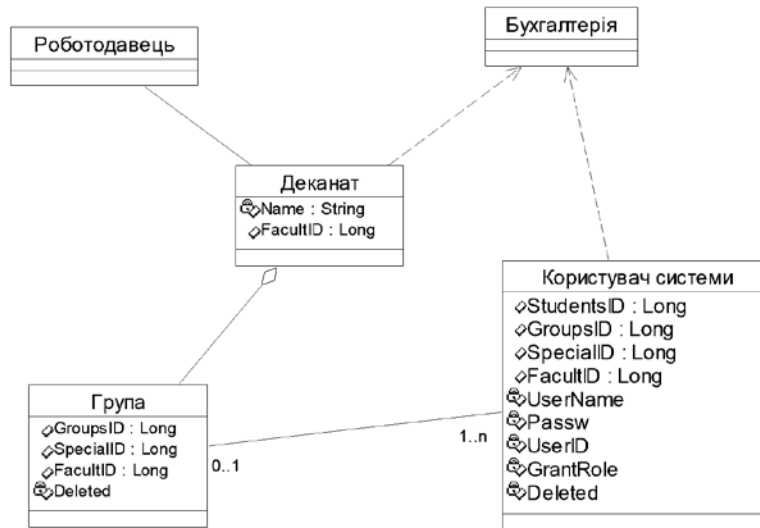 Бухгалтерія
Роботодавець
Деканат
Name : String
FacultID : Long
Користувач системи
StudentsID : Long
GroupsID : Long
SpecialID : Long
FacultID : Long
UserName
Passw
UserID
GrantRole
Deleted
Група
GroupsID : Long
SpecialID : Long
FacultID : Long
Deleted
0..1
1..n